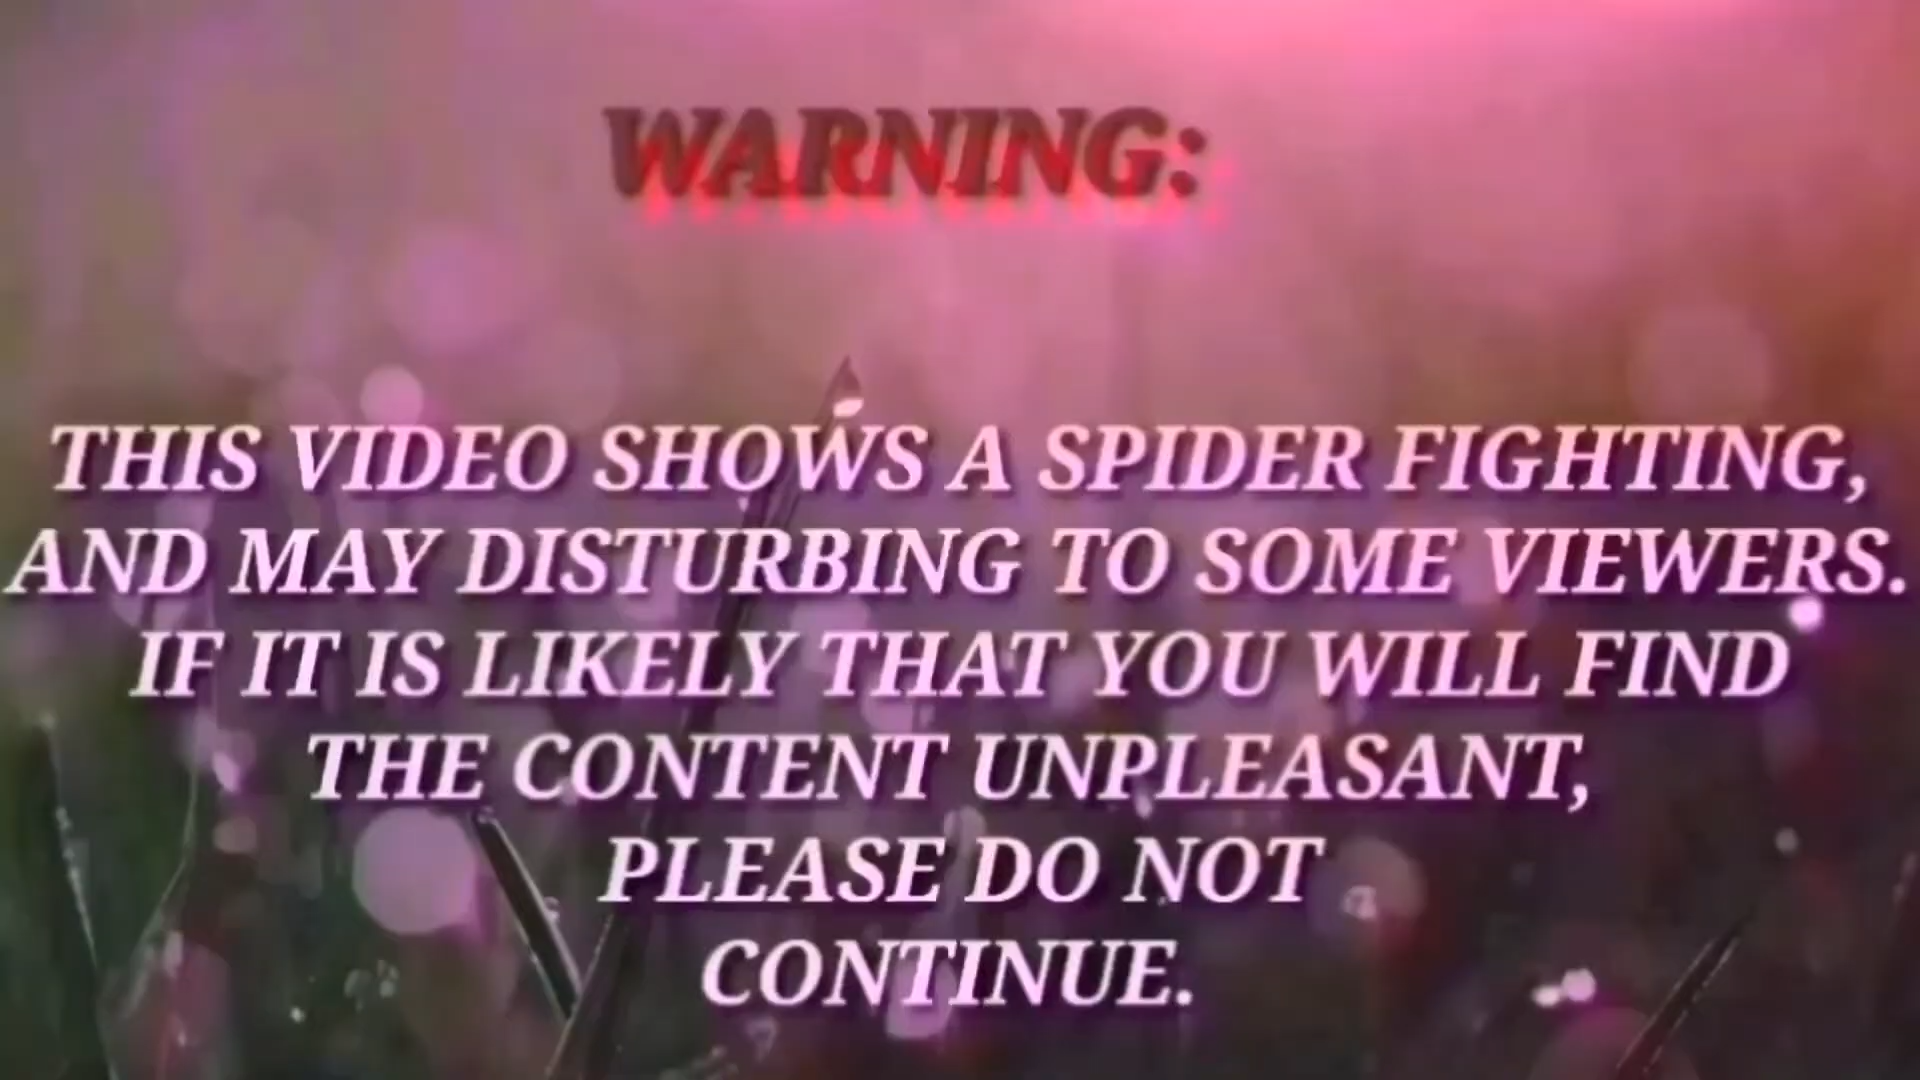 WARNING:
THIS VIDEO SHOWS A SPIDER FIGHTING,
AND MAY DISTURBING TO SOME VIEWERS.
IF IT IS LIKELY THAT YOU WILL FIND
THE CONTENT UNPLEASANT,
PLEASE DO NOT
CONTINUE.